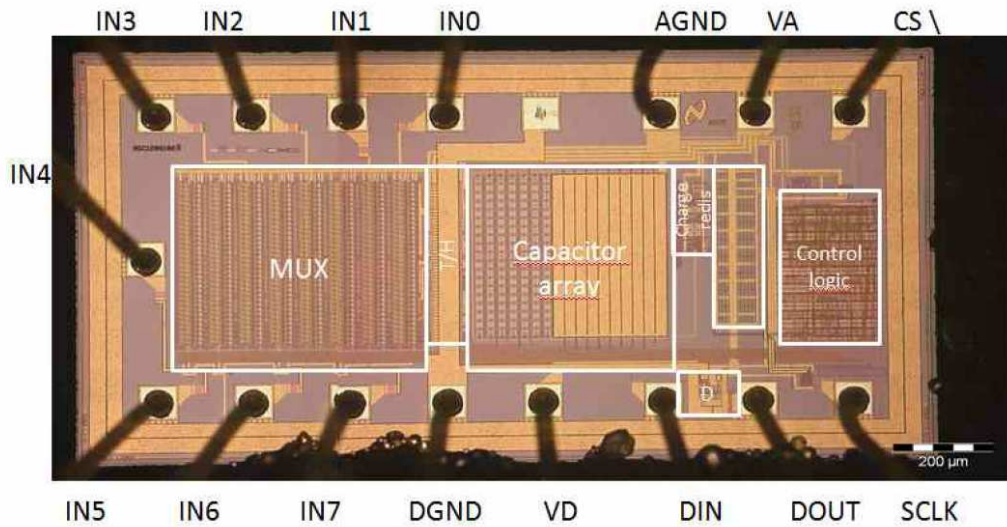 IN3 IN2 IN1 IN0 AGND VA CS \
IN4
MUX
T/H
Capacitor
array
Charge
redis
Control
logic
D
200 µm
IN5 IN6 IN7 DGND VD DIN DOUT SCLK